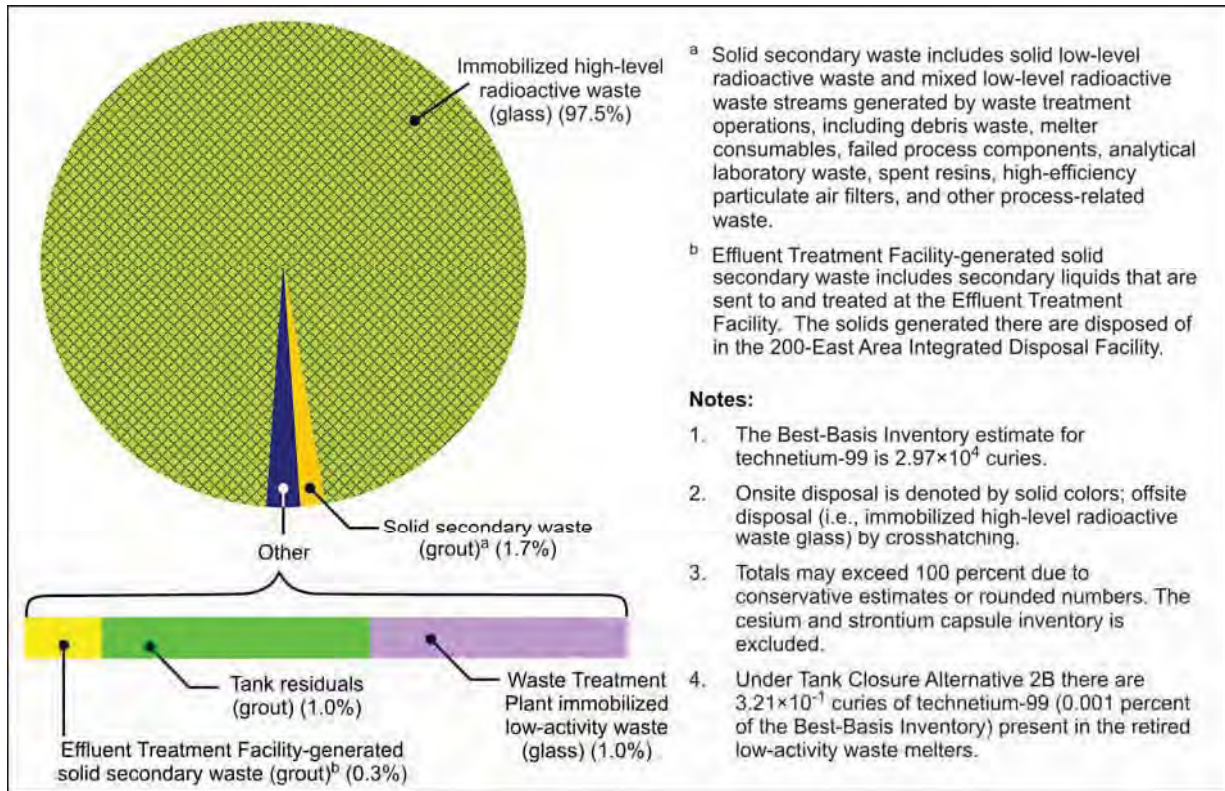 Immobilized high-level
radioactive waste
(glass) (97.5%)
Solid secondary waste
(grout)ᵃ (1.7%)
Other
Tank residuals
(grout) (1.0%)
Waste Treatment
Plant immobilized
low-activity waste
(glass) (1.0%)
Effluent Treatment Facility-generated
solid secondary waste (grout)ᵇ (0.3%)
ᵃ Solid secondary waste includes solid low-level
radioactive waste and mixed low-level radioactive
waste streams generated by waste treatment
operations, including debris waste, melter
consumables, failed process components, analytical
laboratory waste, spent resins, high-efficiency
particulate air filters, and other process-related
waste.
ᵇ Effluent Treatment Facility-generated solid
secondary waste includes secondary liquids that are
sent to and treated at the Effluent Treatment
Facility. The solids generated there are disposed of
in the 200-East Area Integrated Disposal Facility.
Notes:
1. The Best-Basis Inventory estimate for
technetium-99 is 2.97×10⁴ curies.
2. Onsite disposal is denoted by solid colors; offsite
disposal (i.e., immobilized high-level radioactive
waste glass) by crosshatching.
3. Totals may exceed 100 percent due to
conservative estimates or rounded numbers. The
cesium and strontium capsule inventory is
excluded.
4. Under Tank Closure Alternative 2B there are
3.21×10⁻¹ curies of technetium-99 (0.001 percent
of the Best-Basis Inventory) present in the retired
low-activity waste melters.